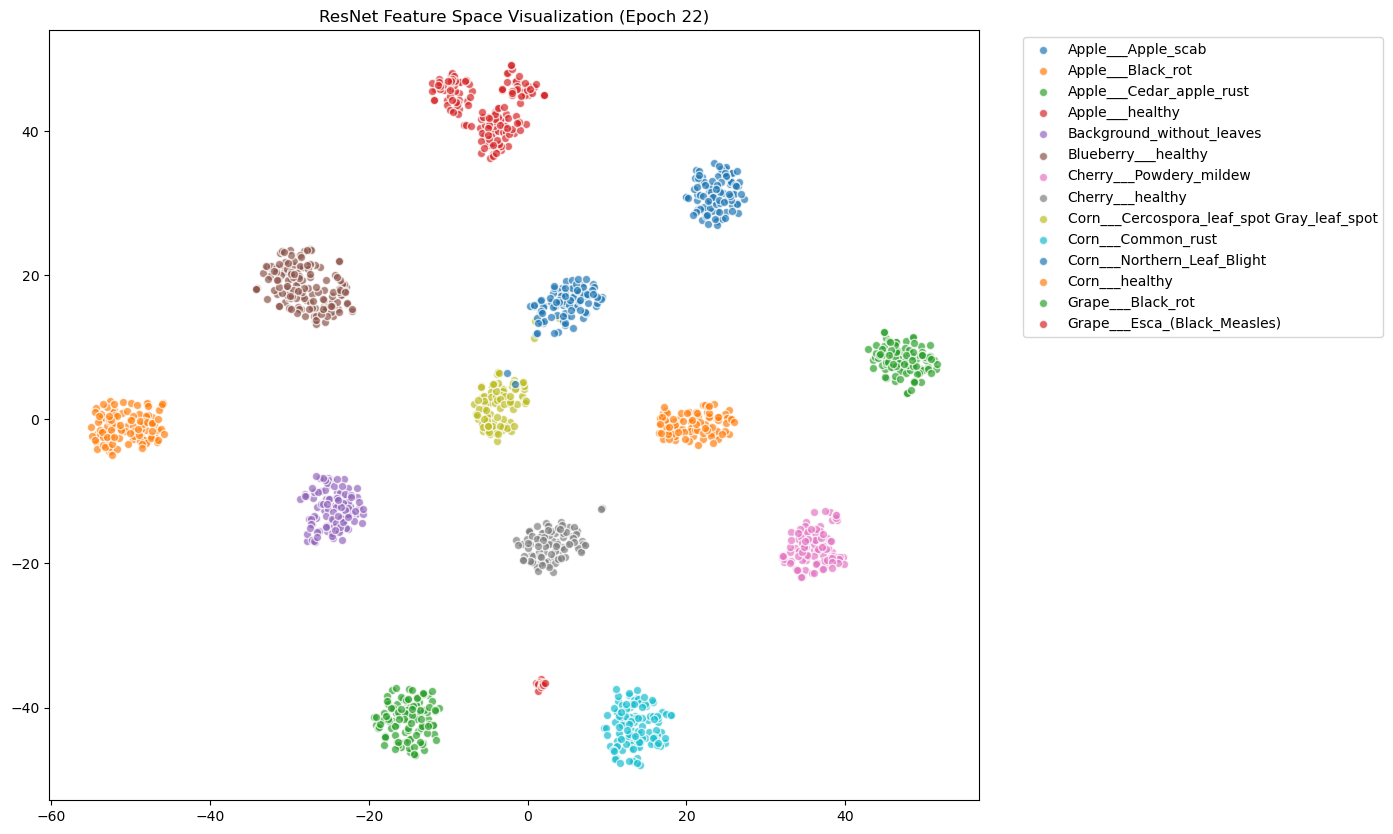 ResNet Feature Space Visualization (Epoch 22)
Apple___Apple_scab
Apple___Black_rot
Apple___Cedar_apple_rust
Apple___healthy
Background_without_leaves
Blueberry___healthy
Cherry___Powdery_mildew
Cherry___healthy
Corn___Cercospora_leaf_spot Gray_leaf_spot
Corn___Common_rust
Corn___Northern_Leaf_Blight
Corn___healthy
Grape___Black_rot
Grape___Esca_(Black_Measles)
40
20
0
−20
−40
−60 −40 −20 0 20 40